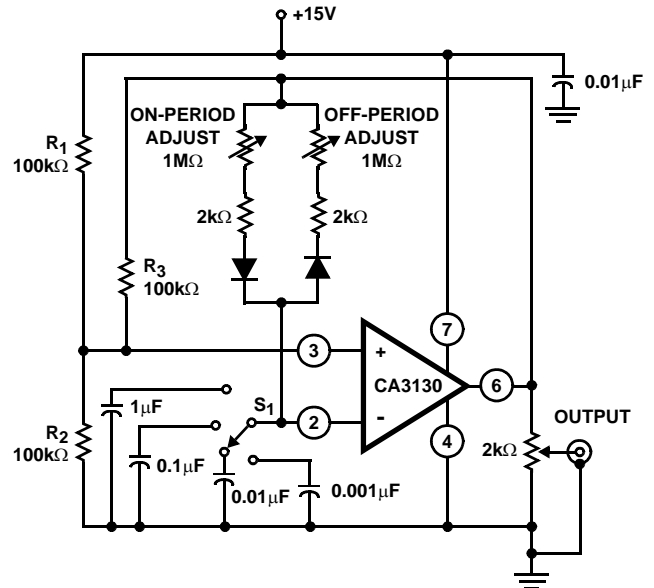 +15V
0.01μF
ON-PERIOD
ADJUST
1MΩ
OFF-PERIOD
ADJUST
1MΩ
R1
100kΩ
2kΩ
2kΩ
R3
100kΩ
7
3
+
CA3130
6
S1
2
-
4
1μF
OUTPUT
R2
100kΩ
0.1μF
0.01μF
0.001μF
2kΩ